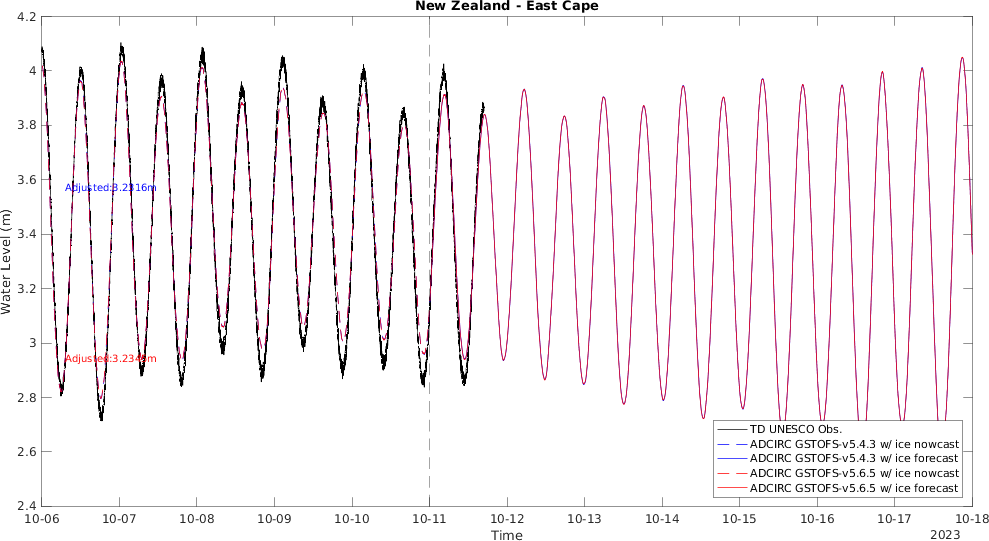 New Zealand - East Cape
4.2
4
3.8
3.6
3.4
3.2
3
2.8
2.6
2.4
Water Level (m)
Adjusted:3.2316m
10-06
10-07
10-08
10-09
10-10
10-11
10-12
10-13
10-14
10-15
10-16
10-17
10-18
Time
2023
TD UNESCO Obs.
ADCIRC GSTOFS-v5.4.3 w/ ice nowcast
ADCIRC GSTOFS-v5.4.3 w/ ice forecast
ADCIRC GSTOFS-v5.6.5 w/ ice nowcast
ADCIRC GSTOFS-v5.6.5 w/ ice forecast